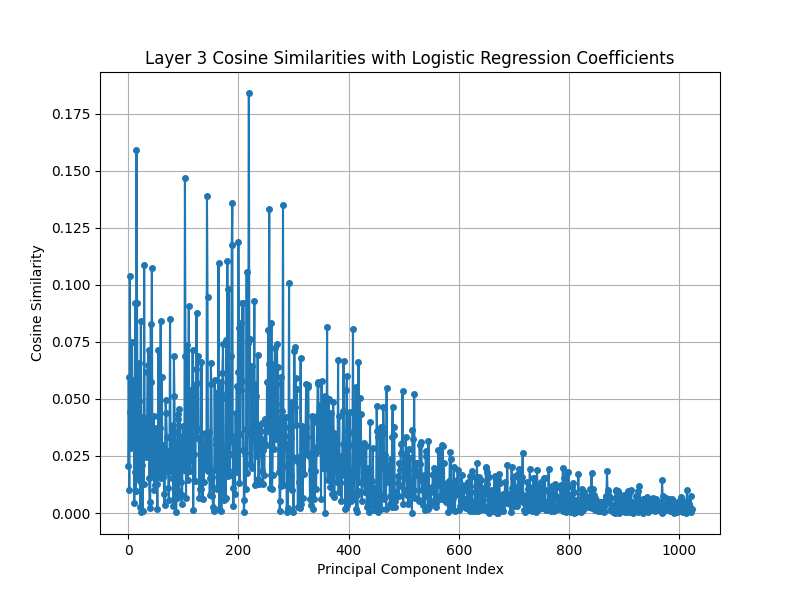 Layer 3 Cosine Similarities with Logistic Regression Coefficients
0.175
0.150
0.125
0.100
0.075
0.050
0.025
0.000
Cosine Similarity
0 200 400 600 800 1000
Principal Component Index